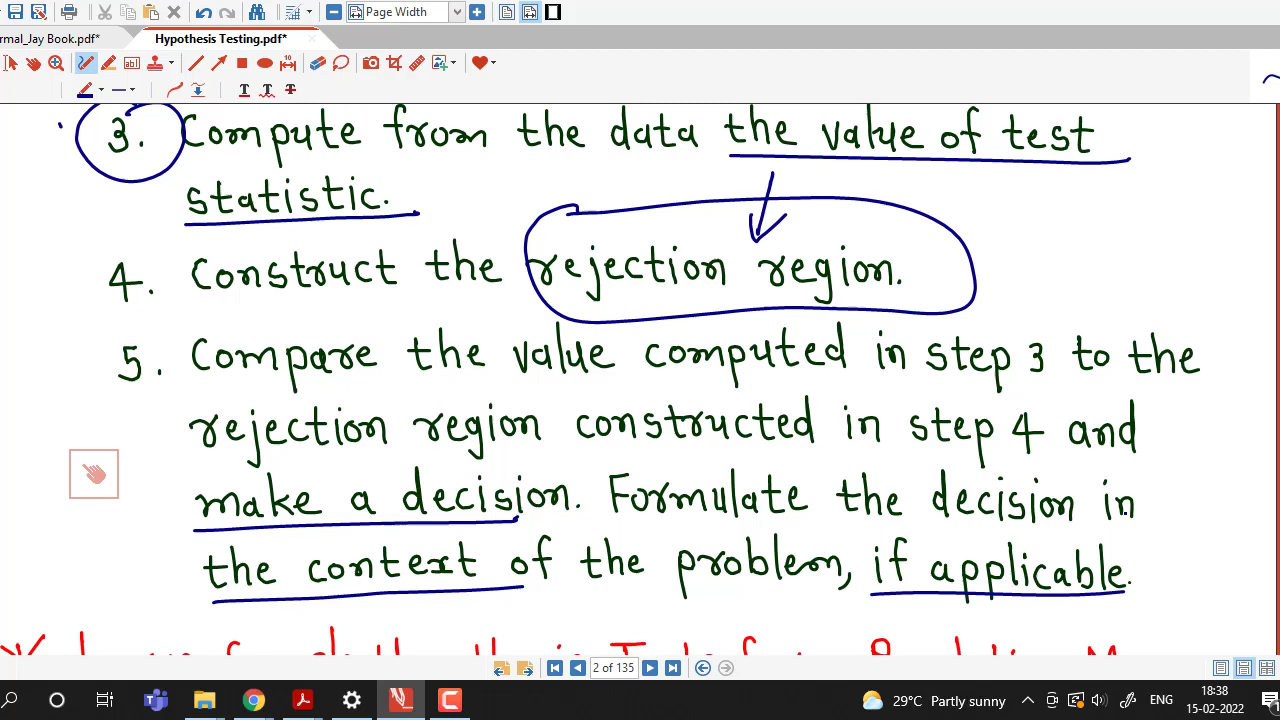 Page Width
rmal_Jay Book.pdf*
Hypothesis Testing.pdf*
3. Compute from the data the value of test
statistic.
4. Construct the rejection region.
5. Compare the value computed in step 3 to the
rejection region constructed in step 4 and
make a decision. Formulate the decision in
the context of the problem, if applicable.
2 of 135
29°C Partly sunny
ENG
18:38
15-02-2022